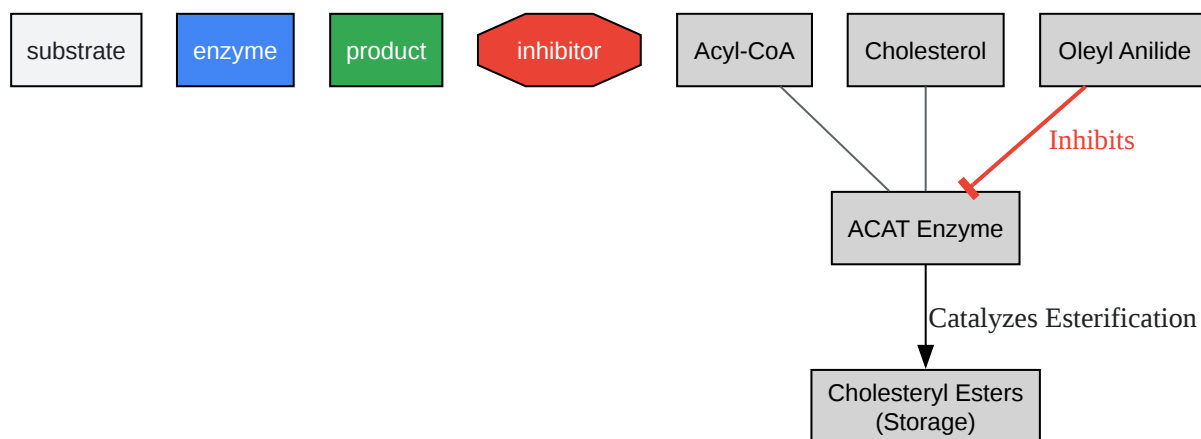 substrate
enzyme
product
inhibitor
Acyl-CoA
Cholesterol
Oleyl Anilide
Inhibits
ACAT Enzyme
Catalyzes Esterification
Cholesteryl Esters
(Storage)